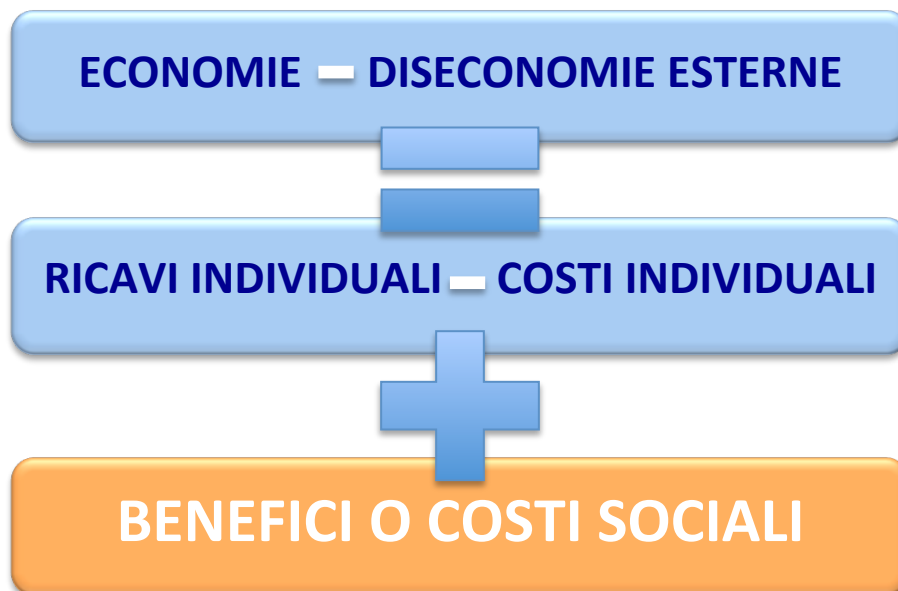 ECONOMIE − DISECONOMIE ESTERNE
=
RICAVI INDIVIDUALI − COSTI INDIVIDUALI
+
BENEFICI O COSTI SOCIALI